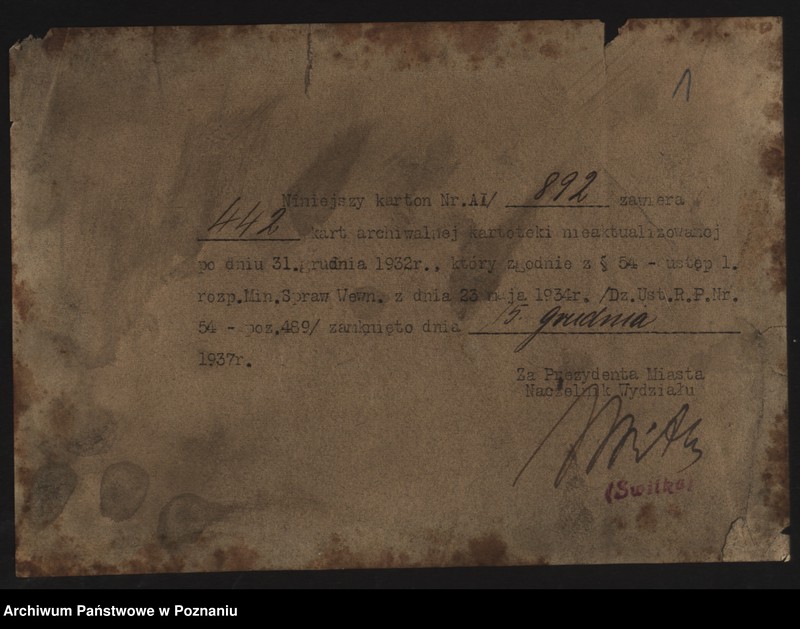 1
Niniejszy karton Nr.AI/ 892 zawiera
442 kart archiwalnej kartoteki nieaktualizowanej
po dniu 31.grudnia 1932r., który zgodnie z § 54 - ustęp 1.
rozp.Min.Spraw Wewn. z dnia 23 maja 1934r. /Dz.Ust.R.P.Nr.
54 - poz.489/ zamknięto dnia 15. grudnia
1937r.
Za Prezydenta Miasta
Naczelnik Wydziału
Archiwum Państwowe w Poznaniu